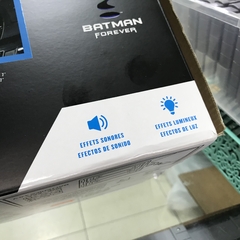 BATMAN
FOREVER
EFFETS SONORES
EFECTOS DE SONIDO
EFFETS LUMINEUX
EFECTOS DE LUZ